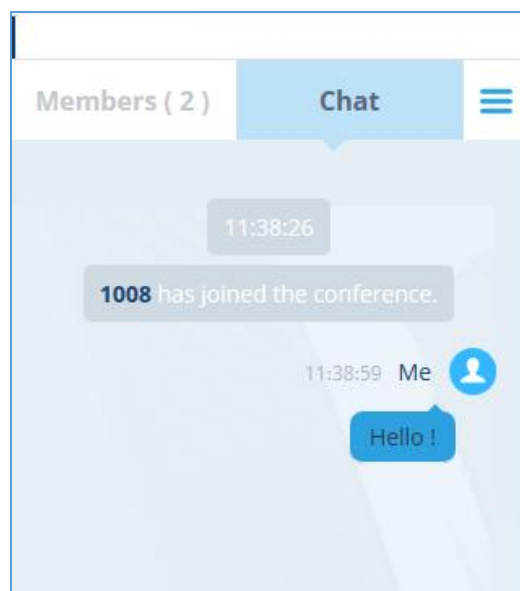 Members ( 2 ) Chat
11:38:26
1008 has joined the conference.
11:38:59 Me
Hello !